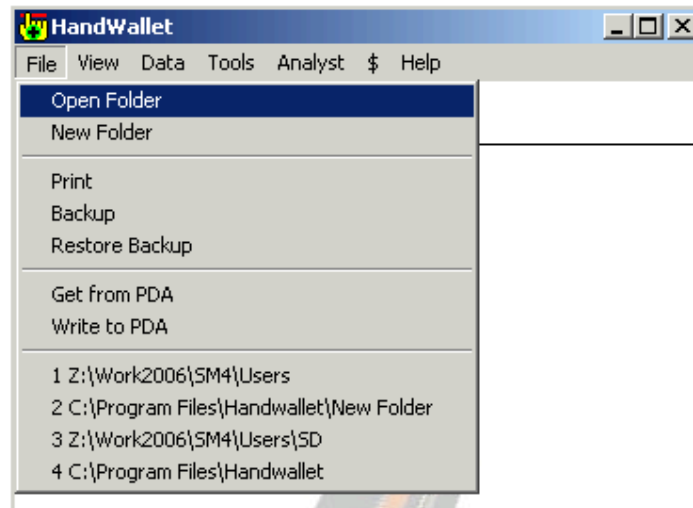 HandWallet
File View Data Tools Analyst $ Help
Open Folder
New Folder
Print
Backup
Restore Backup
Get from PDA
Write to PDA
1 Z:\Work2006\SM4\Users
2 C:\Program Files\Handwallet\New Folder
3 Z:\Work2006\SM4\Users\SD
4 C:\Program Files\Handwallet